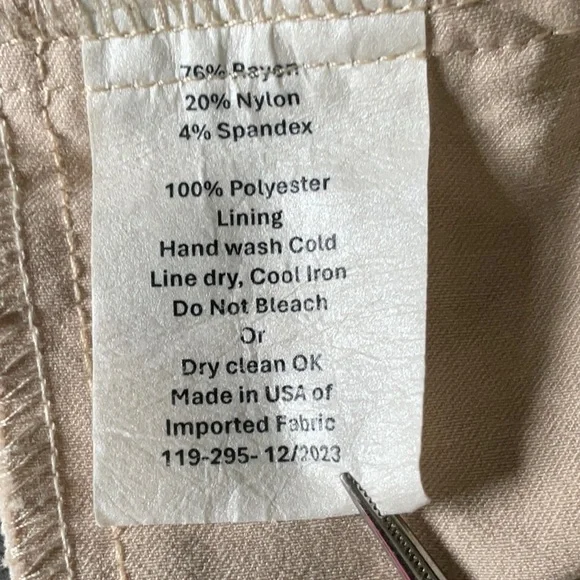 76% Rayon
20% Nylon
4% Spandex
100% Polyester
Lining
Hand wash Cold
Line dry, Cool Iron
Do Not Bleach
Or
Dry clean OK
Made in USA of
Imported Fabric
119-295- 12/2023